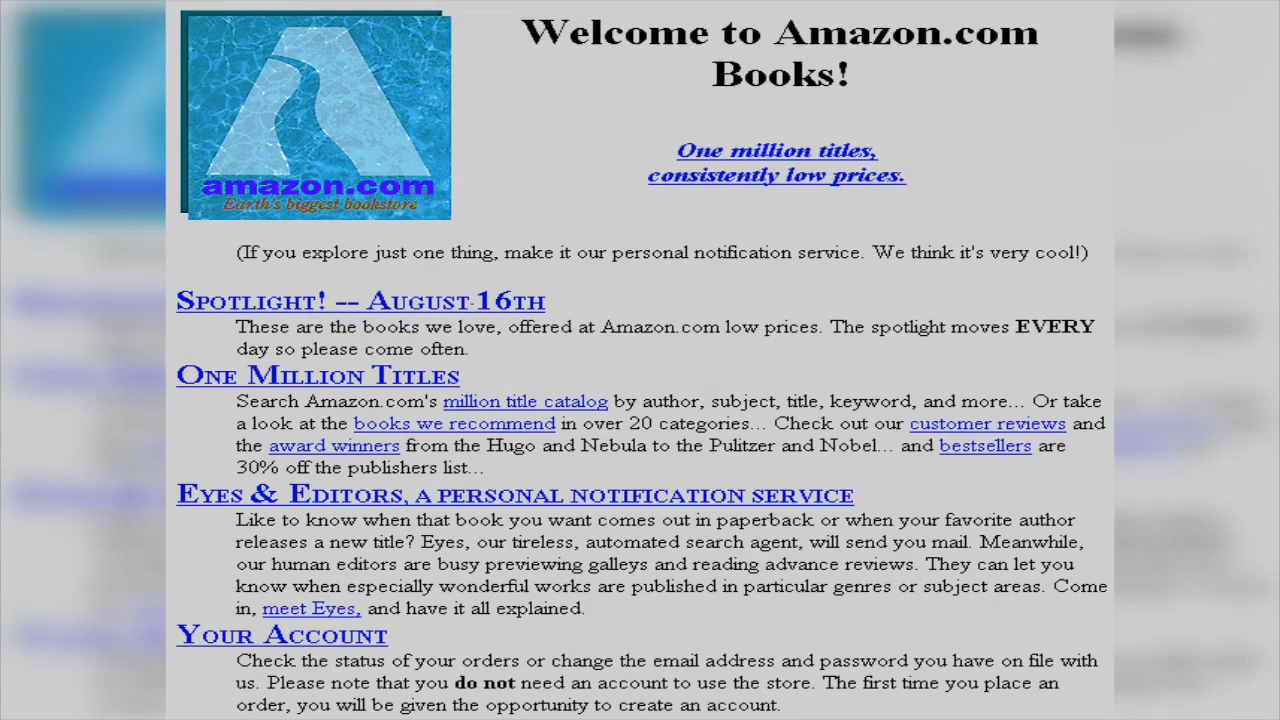 amazon.com
Earth's biggest bookstore
Welcome to Amazon.com
Books!
One million titles,
consistently low prices.
(If you explore just one thing, make it our personal notification service. We think it's very cool!)
SPOTLIGHT! -- AUGUST 16TH
These are the books we love, offered at Amazon.com low prices. The spotlight moves EVERY
day so please come often.
ONE MILLION TITLES
Search Amazon.com's million title catalog by author, subject, title, keyword, and more... Or take
a look at the books we recommend in over 20 categories... Check out our customer reviews and
the award winners from the Hugo and Nebula to the Pulitzer and Nobel... and bestsellers are
30% off the publishers list...
EYES & EDITORS, A PERSONAL NOTIFICATION SERVICE
Like to know when that book you want comes out in paperback or when your favorite author
releases a new title? Eyes, our tireless, automated search agent, will send you mail. Meanwhile,
our human editors are busy previewing galleys and reading advance reviews. They can let you
know when especially wonderful works are published in particular genres or subject areas. Come
in, meet Eyes, and have it all explained.
YOUR ACCOUNT
Check the status of your orders or change the email address and password you have on file with
us. Please note that you do not need an account to use the store. The first time you place an
order, you will be given the opportunity to create an account.